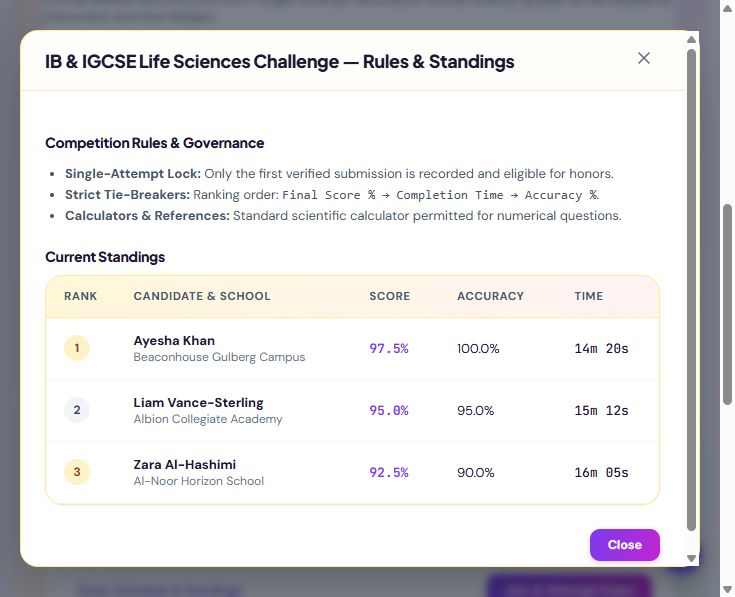 IB & IGCSE Life Sciences Challenge — Rules & Standings
Competition Rules & Governance
• Single-Attempt Lock: Only the first verified submission is recorded and eligible for honors.
• Strict Tie-Breakers: Ranking order: Final Score % → Completion Time → Accuracy %.
• Calculators & References: Standard scientific calculator permitted for numerical questions.
Current Standings
RANK CANDIDATE & SCHOOL SCORE ACCURACY TIME
1 Ayesha Khan 97.5% 100.0% 14m 20s
Beaconhouse Gulberg Campus
2 Liam Vance-Sterling 95.0% 95.0% 15m 12s
Albion Collegiate Academy
3 Zara Al-Hashimi 92.5% 90.0% 16m 05s
Al-Noor Horizon School
Close